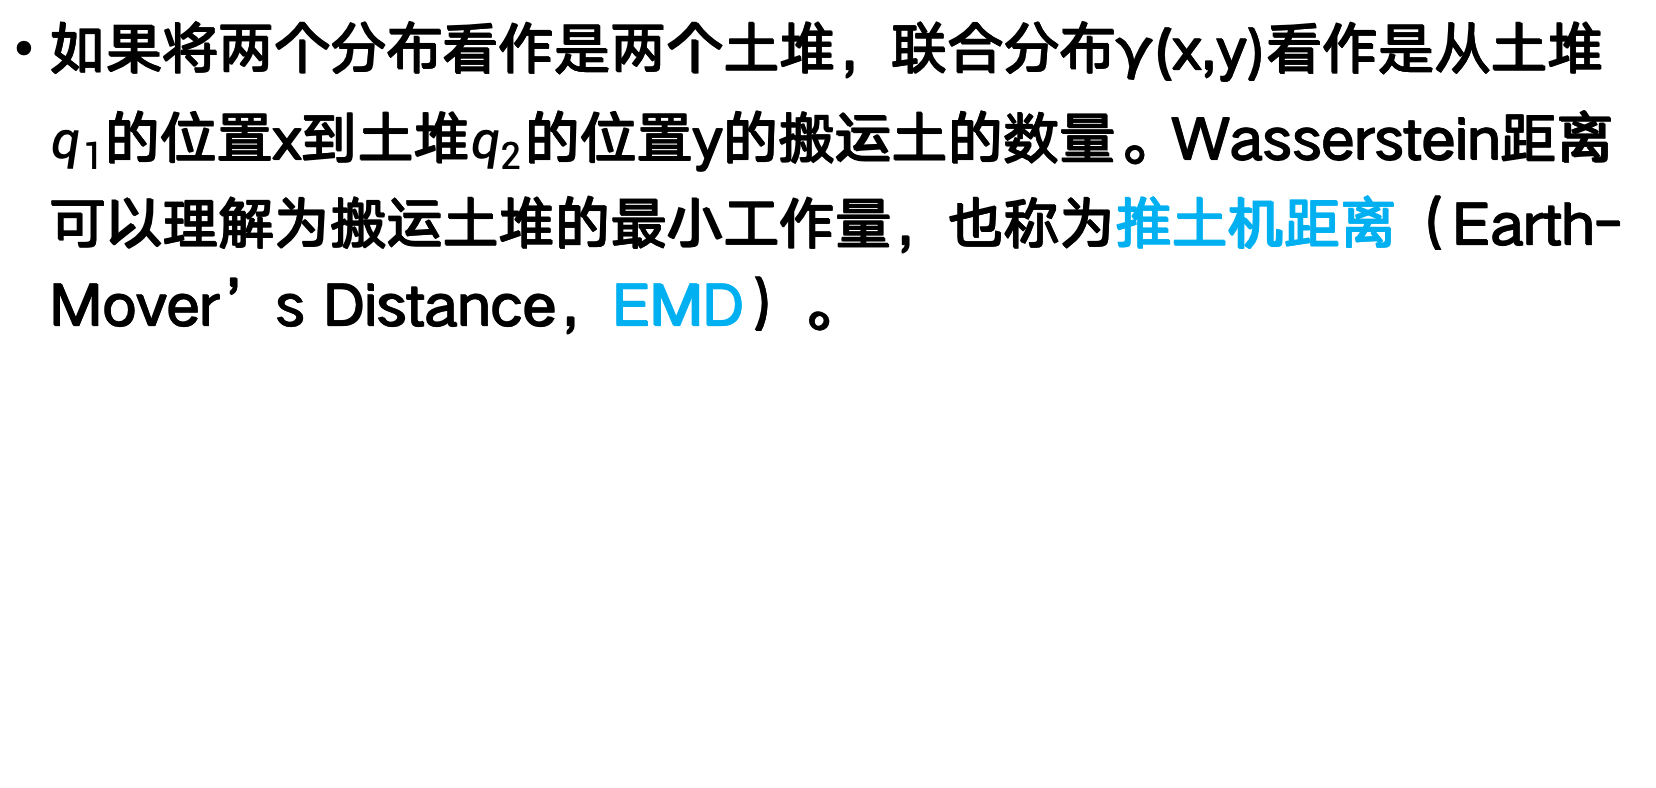 • 如果将两个分布看作是两个土堆，联合分布γ(x,y)看作是从土堆
q₁的位置x到土堆q₂的位置y的搬运土的数量。Wasserstein距离
可以理解为搬运土堆的最小工作量，也称为推土机距离（Earth-
Mover’s Distance，EMD）。